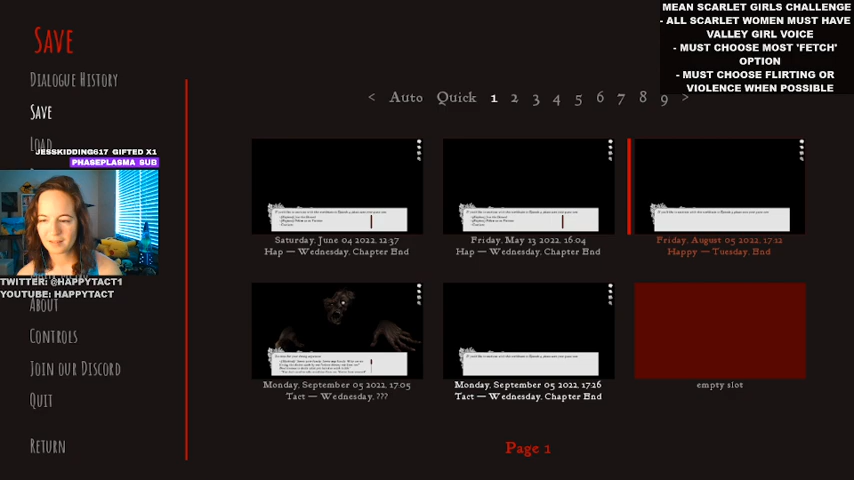 Save
MEAN SCARLET GIRLS CHALLENGE
- ALL SCARLET WOMEN MUST HAVE
VALLEY GIRL VOICE
- MUST CHOOSE MOST 'FETCH'
OPTION
- MUST CHOOSE FLIRTING OR
VIOLENCE WHEN POSSIBLE
Dialogue History
Save
Load
JESSKIDDING617 GIFTED X1
PHASEPLASMA SUB
TWITTER: @HAPPYTACT1
YOUTUBE: HAPPYTACT
About
Controls
Join our Discord
Quit
Return
< Auto Quick 1 2 3 4 5 6 7 8 9 >
Saturday, June 04 2022, 12:37
Hap — Wednesday, Chapter End
Friday, May 13 2022, 16:04
Hap — Wednesday, Chapter End
Friday, August 05 2022, 17:12
Happy — Tuesday, End
Monday, September 05 2022, 17:05
Tact — Wednesday, ???
Monday, September 05 2022, 17:26
Tact — Wednesday, Chapter End
empty slot
Page 1